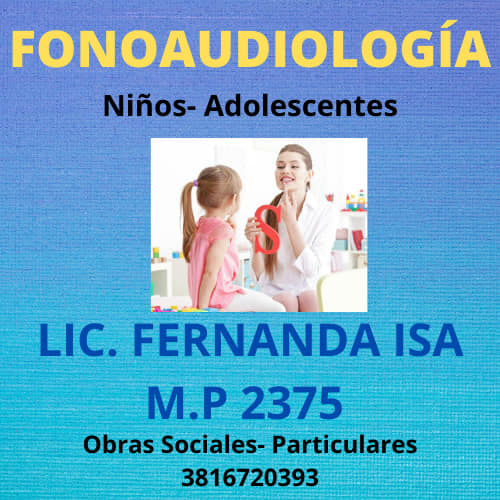 FONOAUDIOLOGÍA
Niños- Adolescentes
S
LIC. FERNANDA ISA
M.P 2375
Obras Sociales- Particulares
3816720393